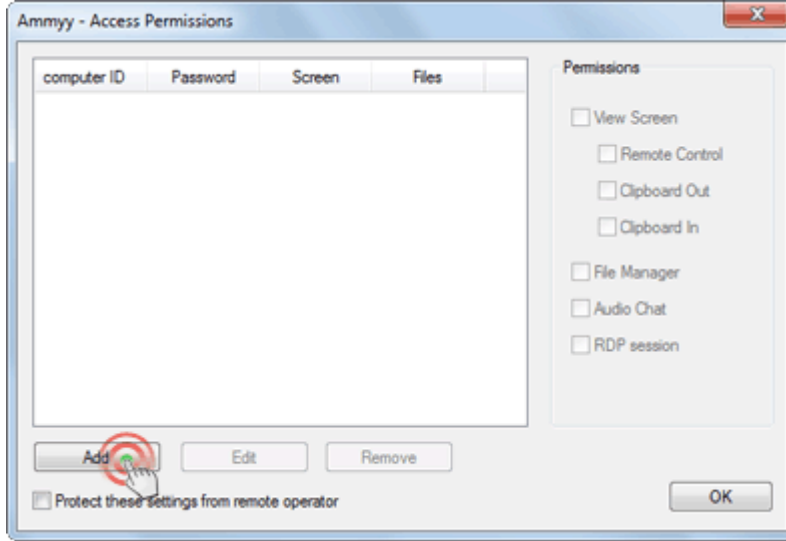 Ammyy - Access Permissions
computer ID Password Screen Files
Permissions
View Screen
Remote Control
Clipboard Out
Clipboard In
File Manager
Audio Chat
RDP session
Add Edit Remove
Protect these settings from remote operator
OK